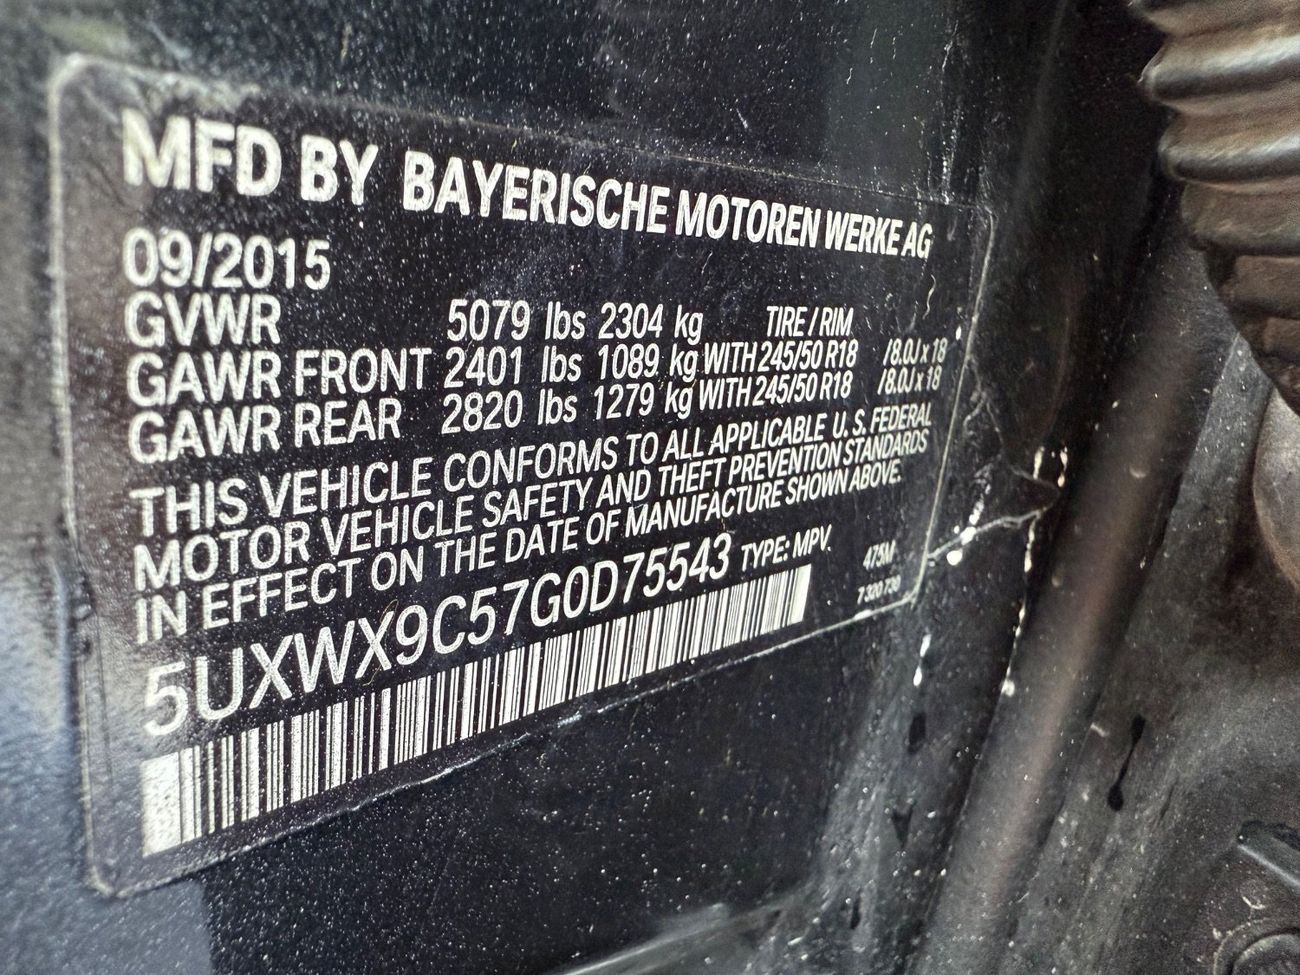 MFD BY BAYERISCHE MOTOREN WERKE AG
09/2015
GVWR 5079 lbs 2304 kg TIRE / RIM
GAWR FRONT 2401 lbs 1089 kg WITH 245/50 R18 /8.0J x 18
GAWR REAR 2820 lbs 1279 kg WITH 245/50 R18 /8.0J x 18
THIS VEHICLE CONFORMS TO ALL APPLICABLE U.S. FEDERAL
MOTOR VEHICLE SAFETY AND THEFT PREVENTION STANDARDS
IN EFFECT ON THE DATE OF MANUFACTURE SHOWN ABOVE.
5UXWX9C57G0D75543 TYPE: MPV. 475M
7 320 730